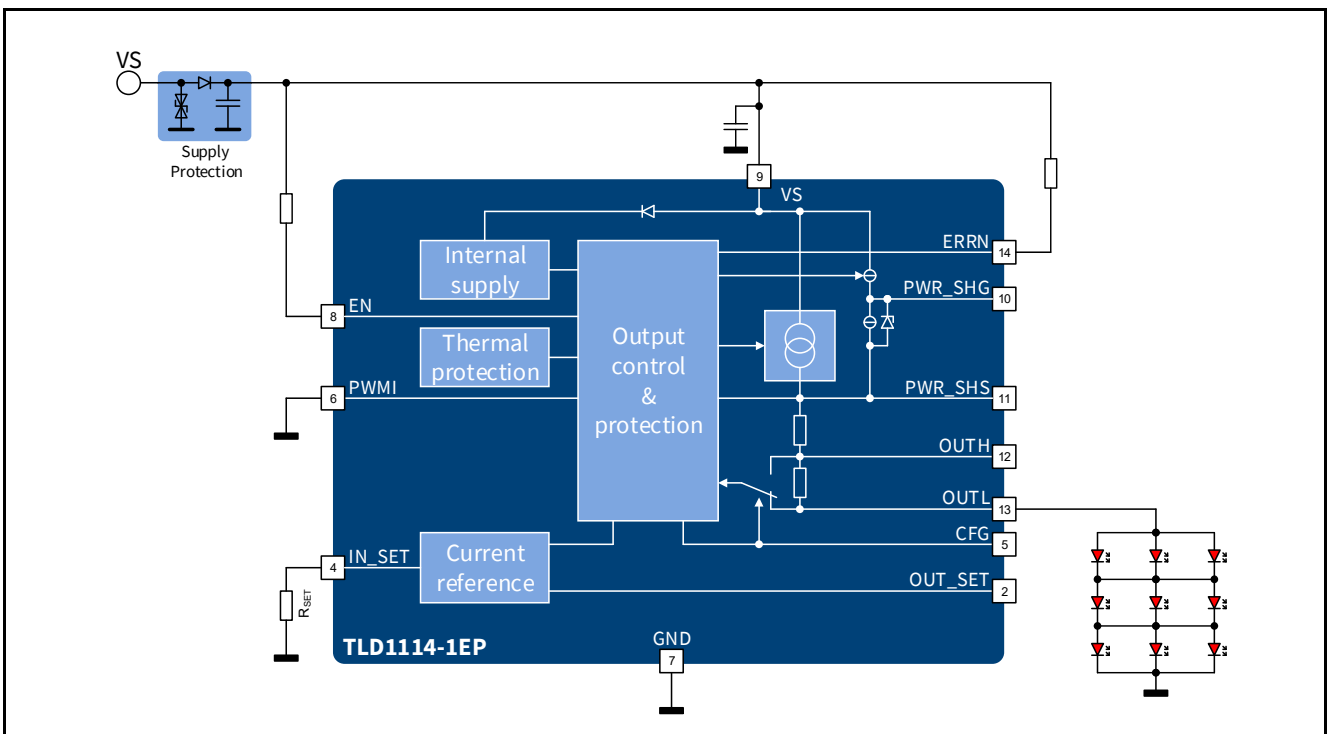 VS
Supply
Protection
9
VS
Internal
supply
ERRN
14
PWR_SHG
10
EN
8
Thermal
protection
Output
control
&
protection
PWMI
6
PWR_SHS
11
OUTH
12
OUTL
13
CFG
5
IN_SET
4
Current
reference
OUT_SET
2
RSET
TLD1114-1EP
GND
7